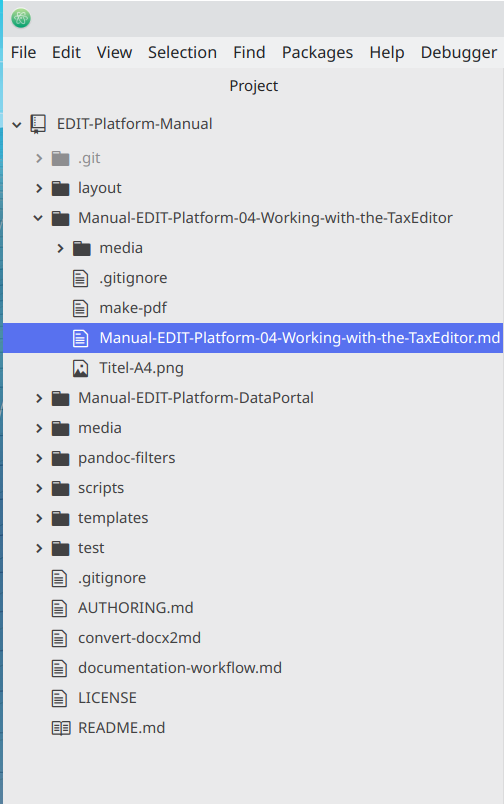 File Edit View Selection Find Packages Help Debugger
Project
EDIT-Platform-Manual
.git
layout
Manual-EDIT-Platform-04-Working-with-the-TaxEditor
media
.gitignore
make-pdf
Manual-EDIT-Platform-04-Working-with-the-TaxEditor.md
Titel-A4.png
Manual-EDIT-Platform-DataPortal
media
pandoc-filters
scripts
templates
test
.gitignore
AUTHORING.md
convert-docx2md
documentation-workflow.md
LICENSE
README.md